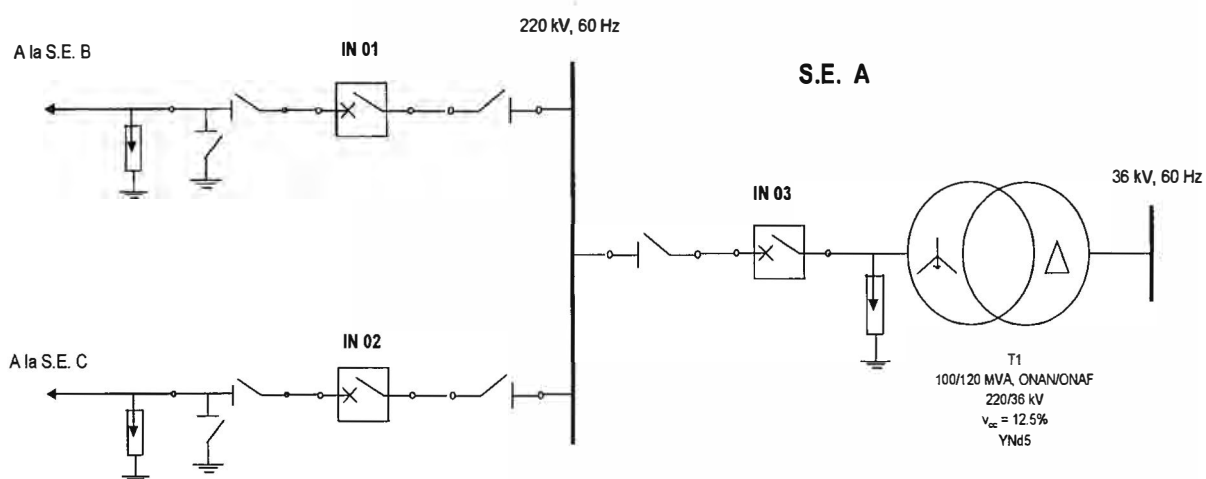 220 kV, 60 Hz
A la S.E. B
IN 01
S.E. A
36 kV, 60 Hz
IN 03
IN 02
A la S.E. C
T1
100/120 MVA, ONAN/ONAF
220/36 kV
vcc = 12.5%
YNd5